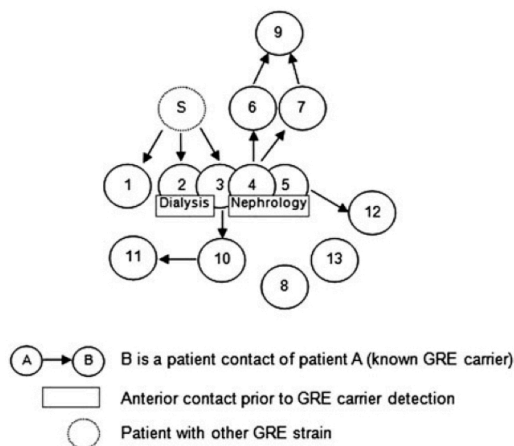 9
S
6 7
1 2 3 4 5
Dialysis Nephrology
12
11 10 13
8
A B B is a patient contact of patient A (known GRE carrier)
Anterior contact prior to GRE carrier detection
Patient with other GRE strain